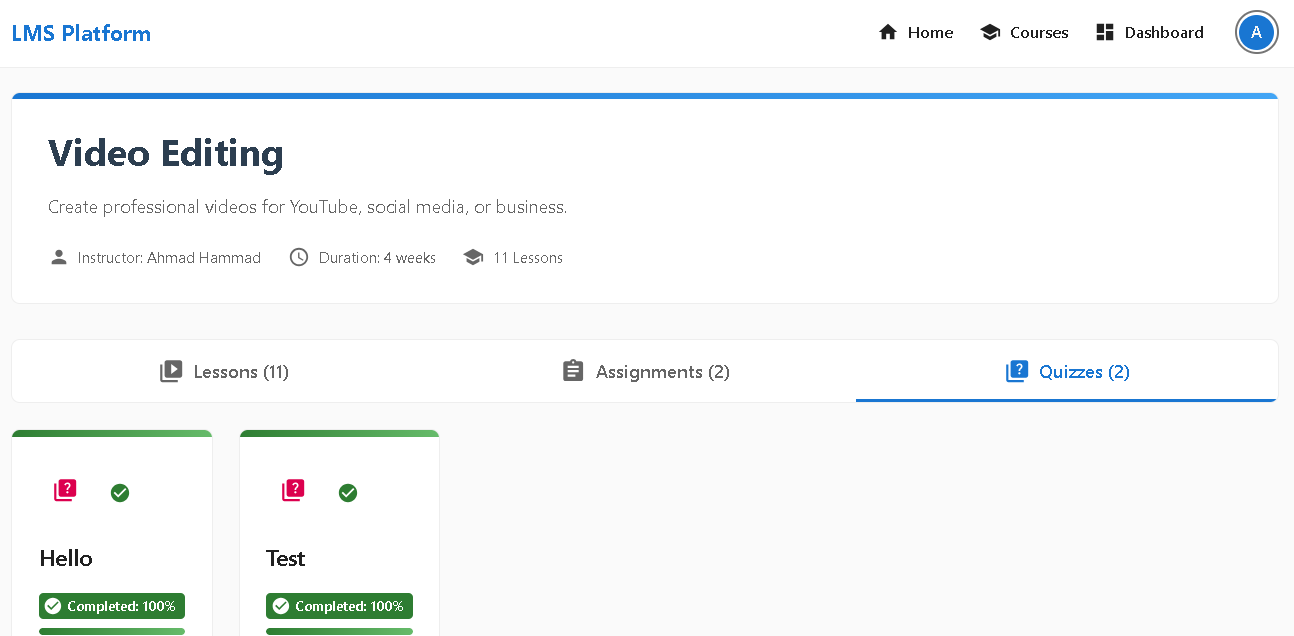 LMS Platform
Home
Courses
Dashboard
A
Video Editing
Create professional videos for YouTube, social media, or business.
Instructor: Ahmad Hammad
Duration: 4 weeks
11 Lessons
Lessons (11)
Assignments (2)
Quizzes (2)
Hello
Completed: 100%
Test
Completed: 100%